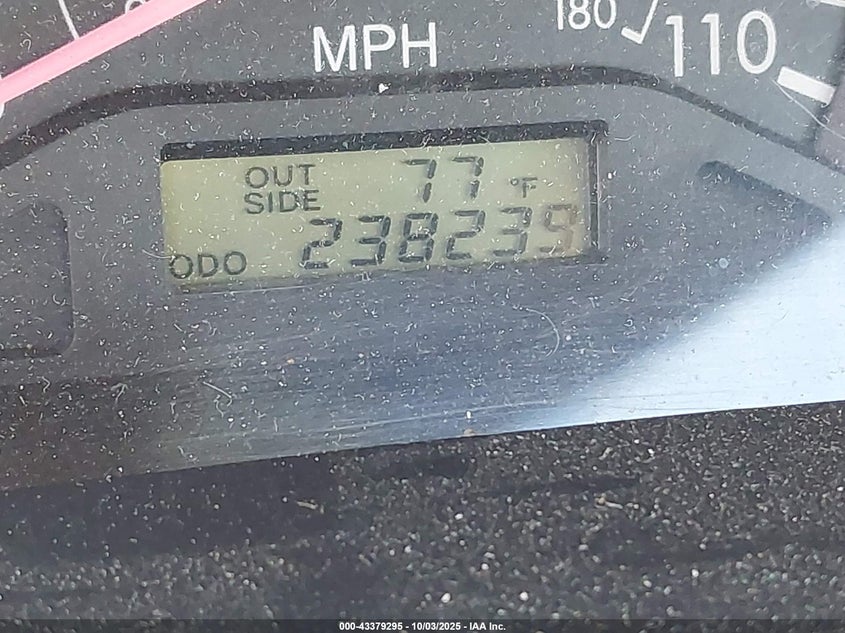 180 110
MPH
OUT SIDE 77 °F
ODO 238239
000-43379295 - 10/03/2025 - IAA Inc.